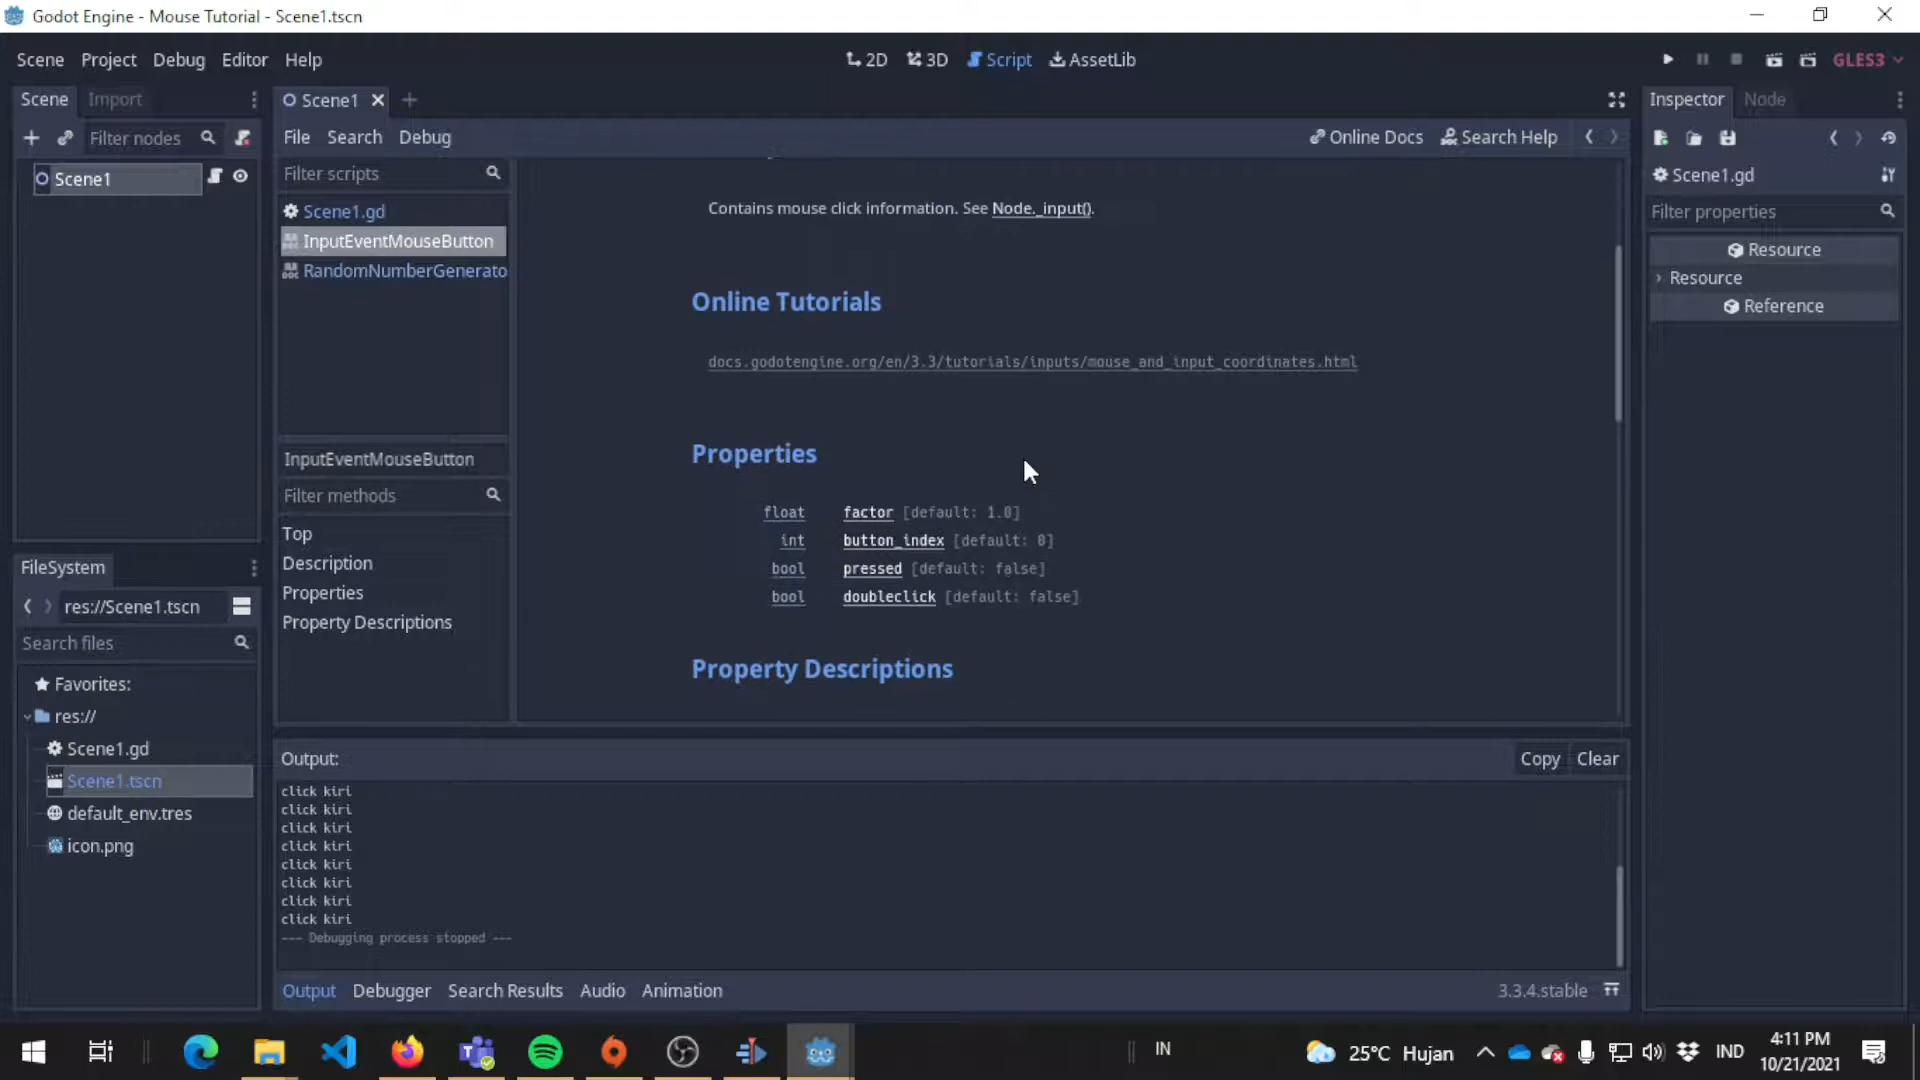 Godot Engine - Mouse Tutorial - Scene1.tscn
Scene Project Debug Editor Help
2D 3D Script AssetLib
GLES3
Scene Import
Filter nodes
Scene1
Scene1
File Search Debug
Online Docs Search Help
Filter scripts
Scene1.gd
InputEventMouseButton
RandomNumberGenerato
InputEventMouseButton
Filter methods
Top
Description
Properties
Property Descriptions
Contains mouse click information. See Node._input().
Online Tutorials
docs.godotengine.org/en/3.3/tutorials/inputs/mouse_and_input_coordinates.html
Properties
float factor [default: 1.0]
int button_index [default: 0]
bool pressed [default: false]
bool doubleclick [default: false]
Property Descriptions
Inspector Node
Scene1.gd
Filter properties
Resource
Resource
Reference
FileSystem
res://Scene1.tscn
Search files
Favorites:
res://
Scene1.gd
Scene1.tscn
default_env.tres
icon.png
Output:
Copy Clear
click kiri
click kiri
click kiri
click kiri
click kiri
click kiri
click kiri
click kiri
--- Debugging process stopped ---
Output Debugger Search Results Audio Animation
3.3.4.stable
IN
25°C Hujan
IND
4:11 PM
10/21/2021